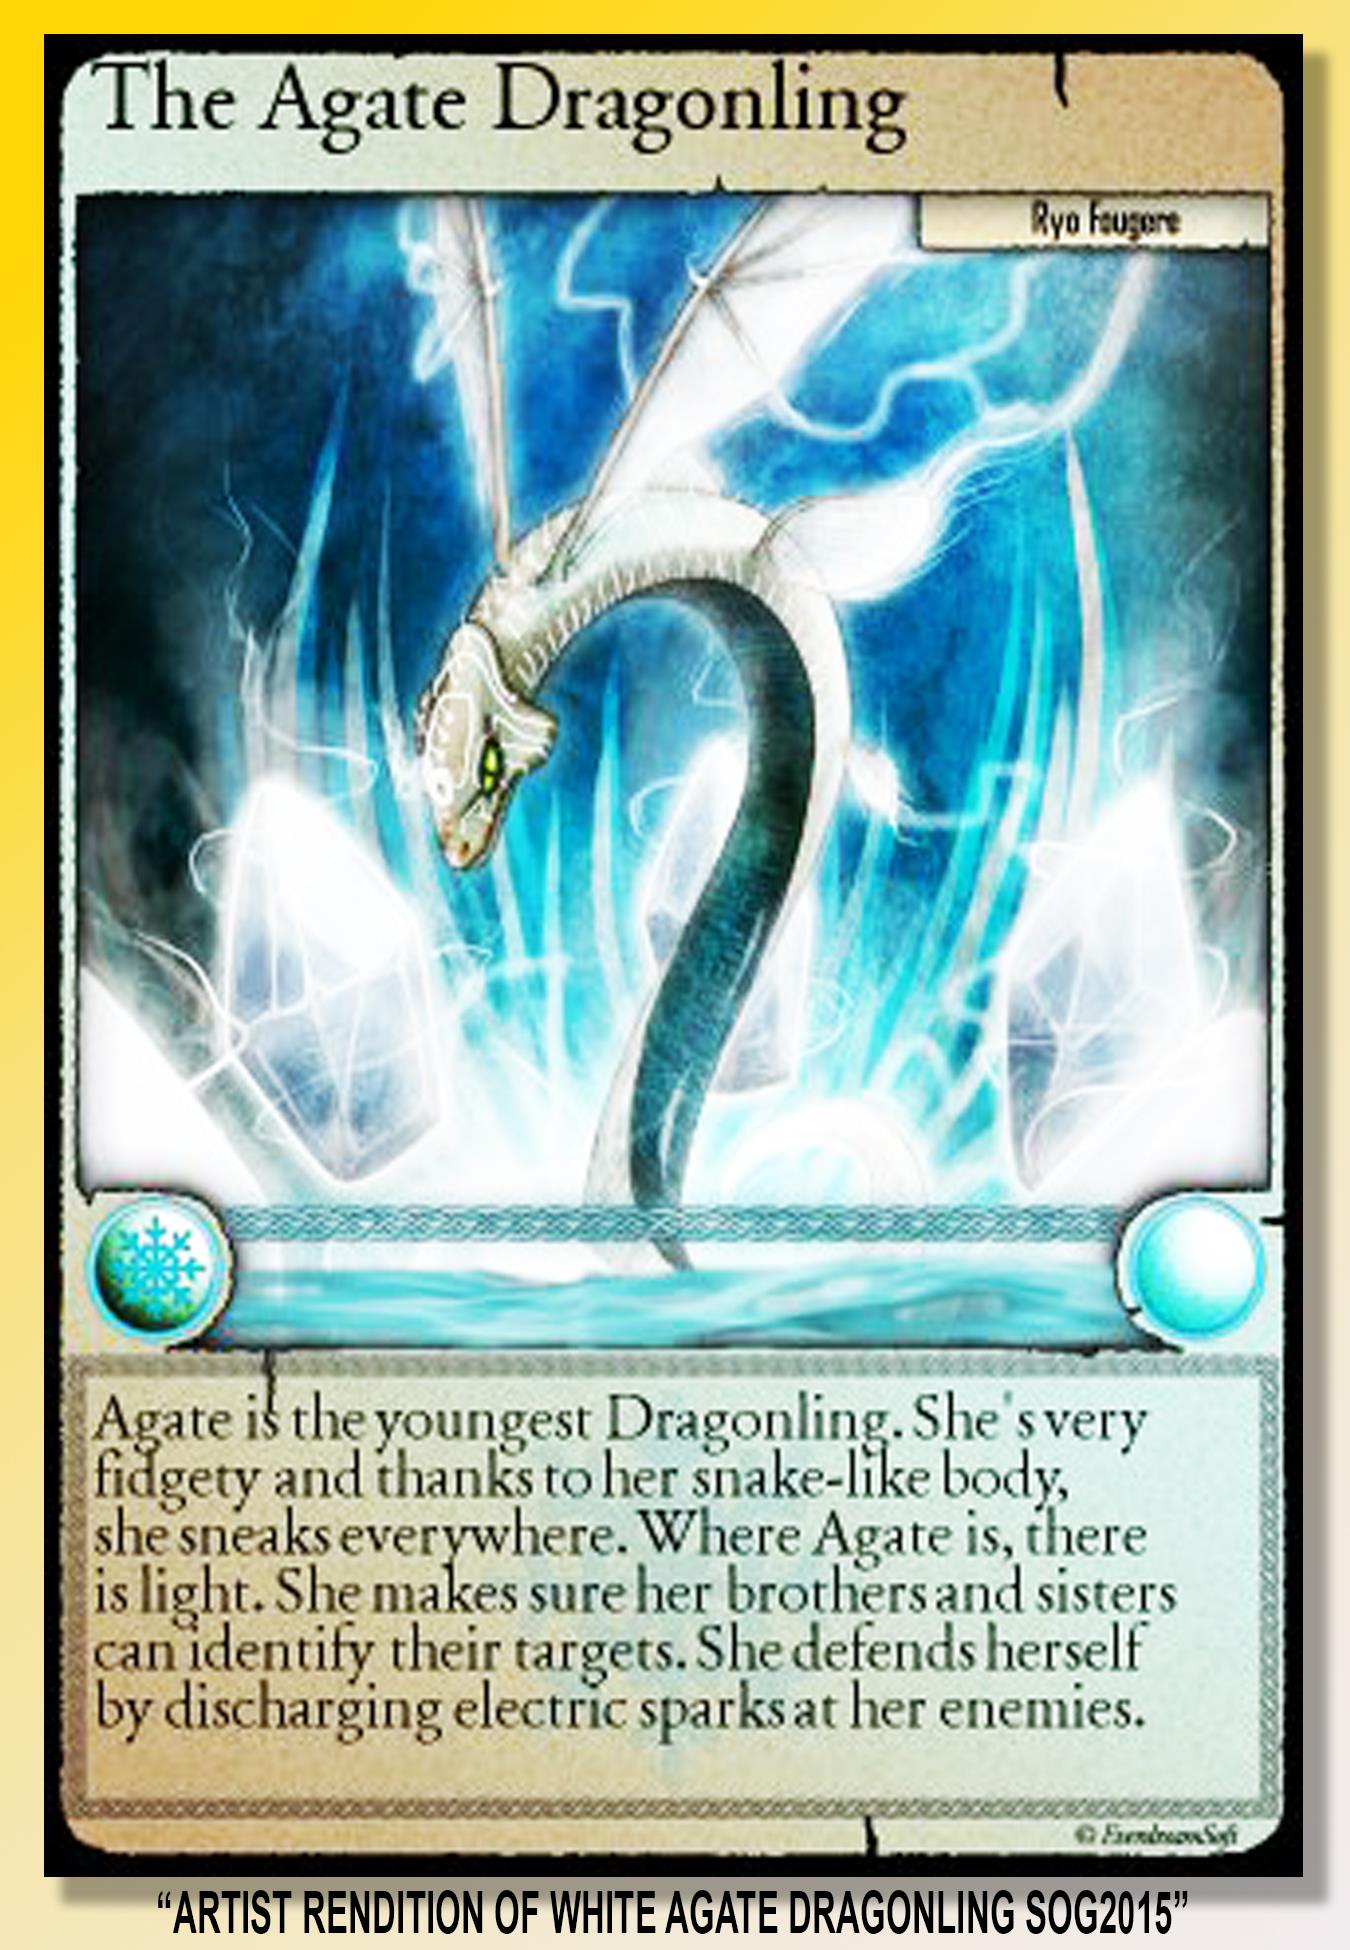 The Agate Dragonling
Ryo Fougere
Agate is the youngest Dragonling. She's very
fidgety and thanks to her snake-like body,
she sneaks everywhere. Where Agate is, there
is light. She makes sure her brothers and sisters
can identify their targets. She defends herself
by discharging electric sparks at her enemies.
© EverdreamSoft
“ARTIST RENDITION OF WHITE AGATE DRAGONLING SOG2015”